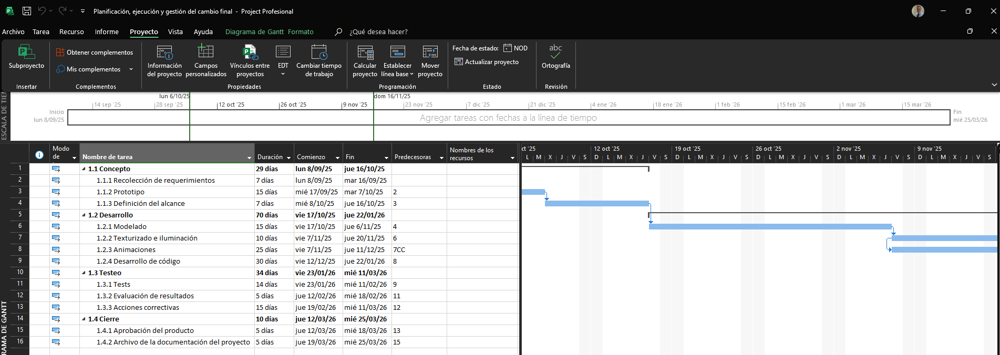 Planificación, ejecución y gestión del cambio final - Project Profesional
Archivo Tarea Recurso Informe Proyecto Vista Ayuda Diagrama de Gantt Formato ¿Qué desea hacer?
Subproyecto
Insertar
Obtener complementos
Mis complementos
Complementos
Información del proyecto
Campos personalizados
Vínculos entre proyectos
EDT
Cambiar tiempo de trabajo
Propiedades
Calcular proyecto
Establecer línea base
Mover proyecto
Programación
Fecha de estado: NOD
Actualizar proyecto
Estado
abc
Ortografía
Revisión
ESCALA DE TIEM
lun 6/10/25 dom 16/11/25
14 sep '25 28 sep '25 12 oct '25 26 oct '25 9 nov '25 23 nov '25 7 dic '25 21 dic '25 4 ene '26 18 ene '26 1 feb '26 15 feb '26 1 mar '26 15 mar '26
Inicio
lun 8/09/25
Agregar tareas con fechas a la línea de tiempo
Fin
mié 25/03/26
RAMA DE GANTT
Modo de Nombre de tarea Duración Comienzo Fin Predecesoras Nombres de los recursos
ct '25 12 oct '25 19 oct '25 26 oct '25 2 nov '25 9 nov '25
L M X J V S D L M X J V S D L M X J V S D L M X J V S D L M X J V S D L M X J V S
1 1.1 Concepto 29 días lun 8/09/25 jue 16/10/25
2 1.1.1 Recolección de requerimientos 7 días lun 8/09/25 mar 16/09/25
3 1.1.2 Prototipo 15 días mié 17/09/25 mar 7/10/25 2
4 1.1.3 Definición del alcance 7 días mié 8/10/25 jue 16/10/25 3
5 1.2 Desarrollo 70 días vie 17/10/25 jue 22/01/26
6 1.2.1 Modelado 15 días vie 17/10/25 jue 6/11/25 4
7 1.2.2 Texturizado e iluminación 10 días vie 7/11/25 jue 20/11/25 6
8 1.2.3 Animaciones 25 días vie 7/11/25 jue 11/12/25 7CC
9 1.2.4 Desarrollo de código 30 días vie 12/12/25 jue 22/01/26 8
10 1.3 Testeo 34 días vie 23/01/26 mié 11/03/26
11 1.3.1 Tests 14 días vie 23/01/26 mié 11/02/26 9
12 1.3.2 Evaluación de resultados 5 días jue 12/02/26 mié 18/02/26 11
13 1.3.3 Acciones correctivas 15 días jue 19/02/26 mié 11/03/26 12
14 1.4 Cierre 10 días jue 12/03/26 mié 25/03/26
15 1.4.1 Aprobación del producto 5 días jue 12/03/26 mié 18/03/26 13
16 1.4.2 Archivo de la documentación del proyecto 5 días jue 19/03/26 mié 25/03/26 15